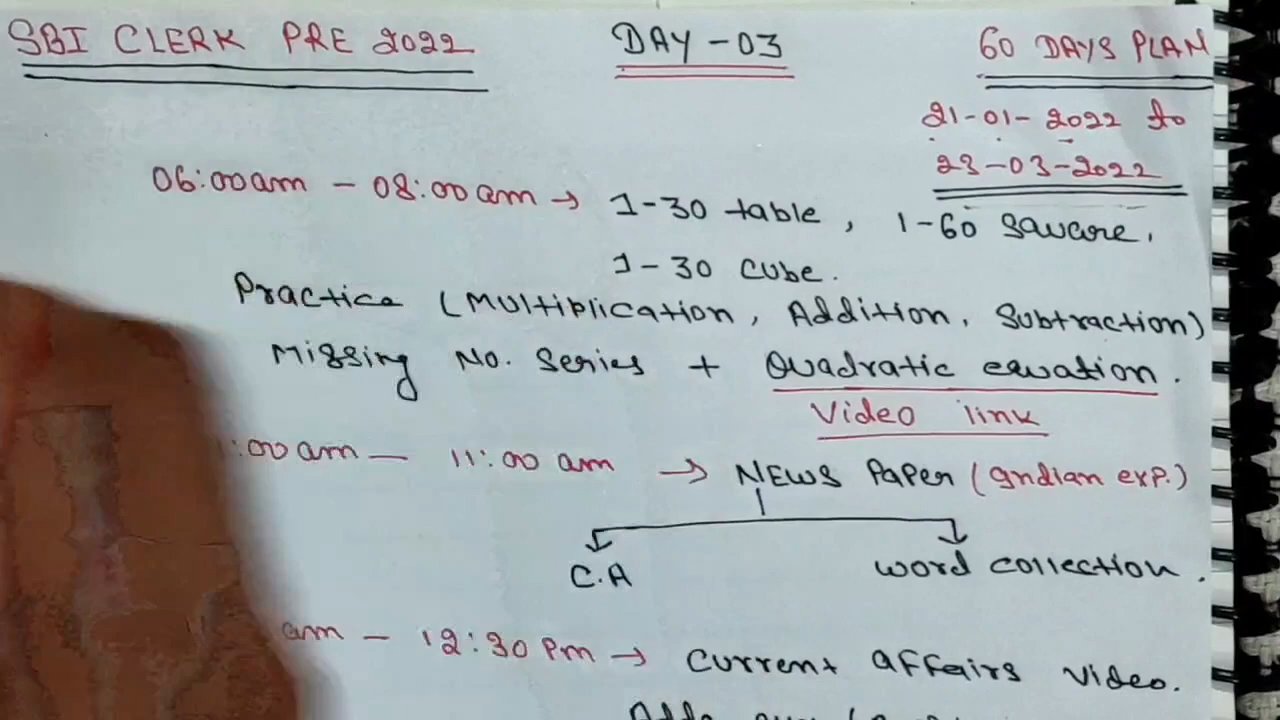 SBI CLERK PRE 2022 DAY - 03 60 DAYS PLAN
21-01-2022 to
23-03-2022
06:00am - 08:00am → 1-30 table, 1-60 square.
1-30 cube.
Practice (Multiplication, Addition, Subtraction)
Missing No. series + Quadratic equation.
Video link
:00 am - 11:00 am → NEWS PaPer (Indian exp.)
C.A word collection.
am - 12:30 Pm → current affairs video.